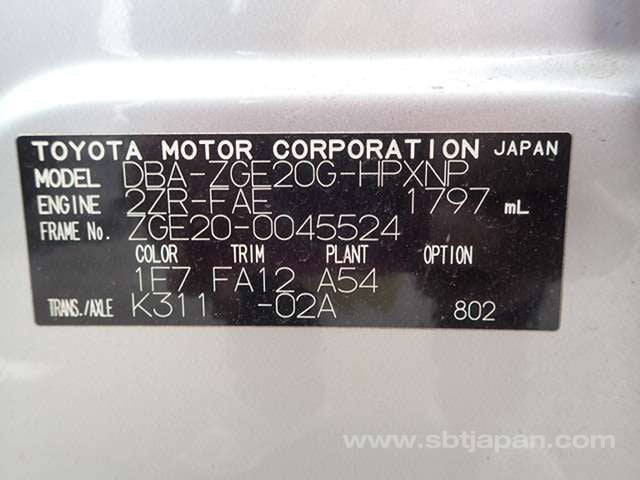 TOYOTA MOTOR CORPORATION JAPAN
MODEL DBA-ZGE20G-HPXNP
ENGINE 2ZR-FAE 1797 mL
FRAME No. ZGE20-0045524
COLOR TRIM PLANT OPTION
1F7 FA12 A54
TRANS./AXLE K311 -02A 802
www.sbtjapan.com